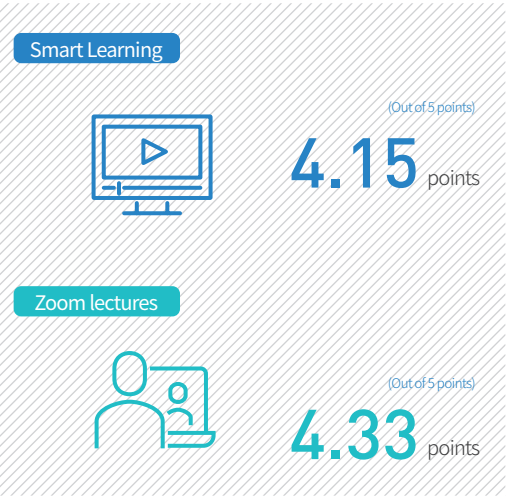 Smart Learning
(Out of 5 points)
4.15 points
Zoom lectures
(Out of 5 points)
4.33 points